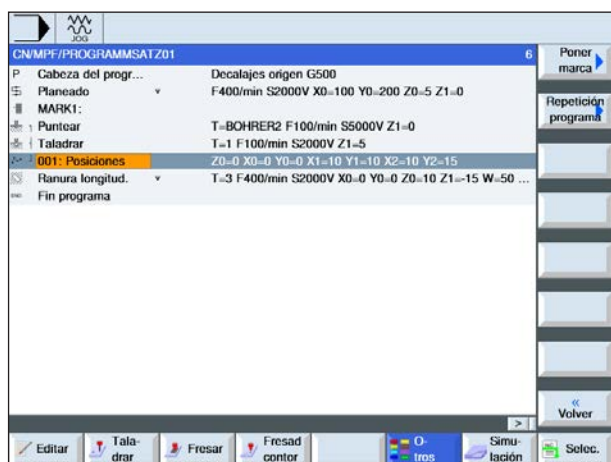 JOG
CN/MPF/PROGRAMMSATZ01 6
P Cabeza del progr... Decalajes origen G500
Planeado F400/min S2000V X0=100 Y0=200 Z0=5 Z1=0
MARK1:
Puntear T=BOHRER2 F100/min S5000V Z1=0
Taladrar T=1 F100/min S2000V Z1=5
001: Posiciones Z0=0 X0=0 Y0=0 X1=10 Y1=10 X2=10 Y2=15
Ranura longitud. T=3 F400/min S2000V X0=0 Y0=0 Z0=10 Z1=-15 W=50 ...
END Fin programa
Poner
marca
Repetición
programa
«
Volver
>
Editar
Tala-
drar
Fresar
Fresad
contor
O-
tros
Simu-
lación
Selec.